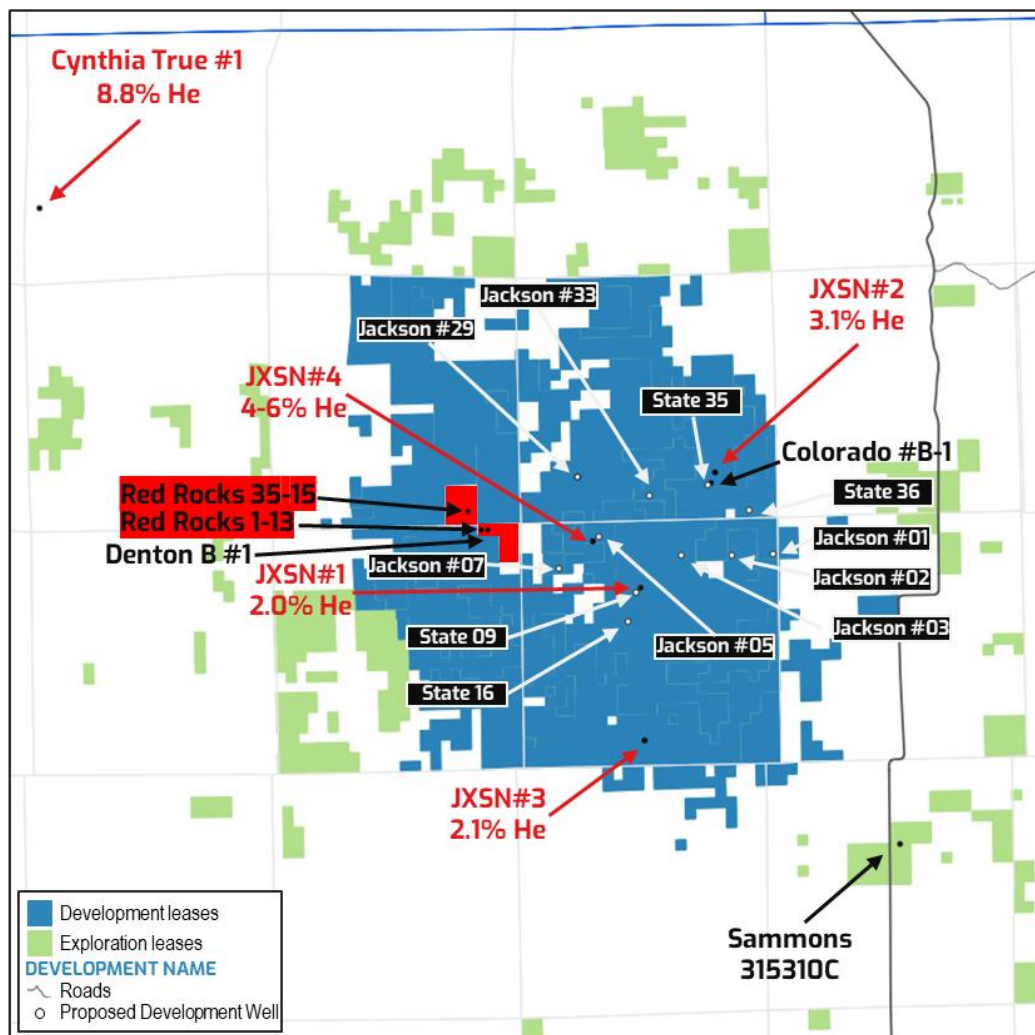 Cynthia True #1
8.8% He
Jackson #33
Jackson #29
JXSN#2
3.1% He
JXSN#4
4-6% He
State 35
Colorado #B-1
Red Rocks 35-15
State 36
Red Rocks 1-13
Denton B #1
Jackson #01
JXSN#1
2.0% He
Jackson #07
Jackson #02
State 09
Jackson #05
Jackson #03
State 16
JXSN#3
2.1% He
Sammons
315310C
Development leases
Exploration leases
DEVELOPMENT NAME
Roads
Proposed Development Well